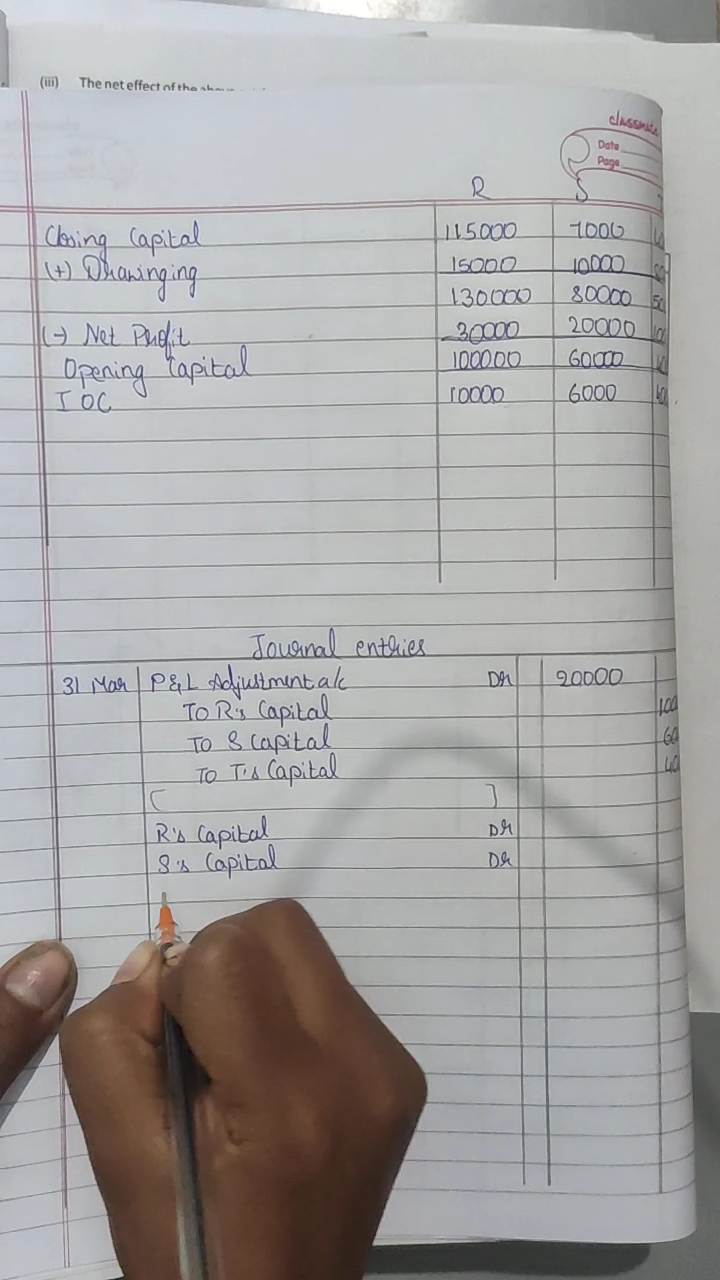 (iii) The net effect of the
classmate
Date
Page
R S
Closing Capital 115000 7000
(+) Drawinging 15000 10000
130000 80000
(-) Net Profit 30000 20000
Opening Capital 100000 60000
IOC 10000 6000
Journal entries
31 Mar P&L Adjustment a/c DR 20000
TO R's Capital
TO S Capital
TO T's Capital
( )
R's Capital DR
S's Capital DR